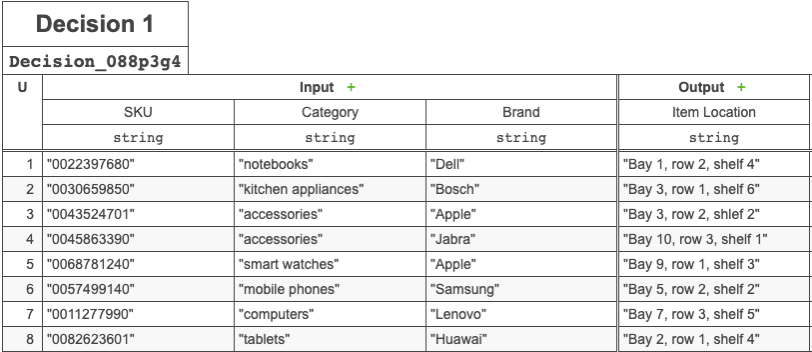 Decision 1
Decision_088p3g4
U Input + Output +
SKU Category Brand Item Location
string string string string
1 "0022397680" "notebooks" "Dell" "Bay 1, row 2, shelf 4"
2 "0030659850" "kitchen appliances" "Bosch" "Bay 3, row 1, shelf 6"
3 "0043524701" "accessories" "Apple" "Bay 3, row 2, shlef 2"
4 "0045863390" "accessories" "Jabra" "Bay 10, row 3, shelf 1"
5 "0068781240" "smart watches" "Apple" "Bay 9, row 1, shelf 3"
6 "0057499140" "mobile phones" "Samsung" "Bay 5, row 2, shelf 2"
7 "0011277990" "computers" "Lenovo" "Bay 7, row 3, shelf 5"
8 "0082623601" "tablets" "Huawai" "Bay 2, row 1, shelf 4"